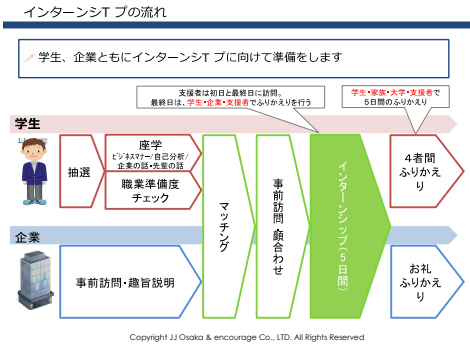 インターンシT プの流れ
学生、企業ともにインターンシT プに向けて準備をします
支援者は初日と最終日に訪問。
最終日は、学生・企業・支援者でふりかえりを行う
学生・家族・大学・支援者で
5日間のふりかえり
学生
抽選
座学
ビジネスマナー/自己分析/
企業の話・先輩の話
職業準備度
チェック
マッチング
事前訪問・顔合わせ
インターンシップ(5日間)
4者間
ふりかえ
り
企業
事前訪問・趣旨説明
お礼
ふりかえ
り
Copyright JJ Osaka & encourage Co., LTD. All Rights Reserved